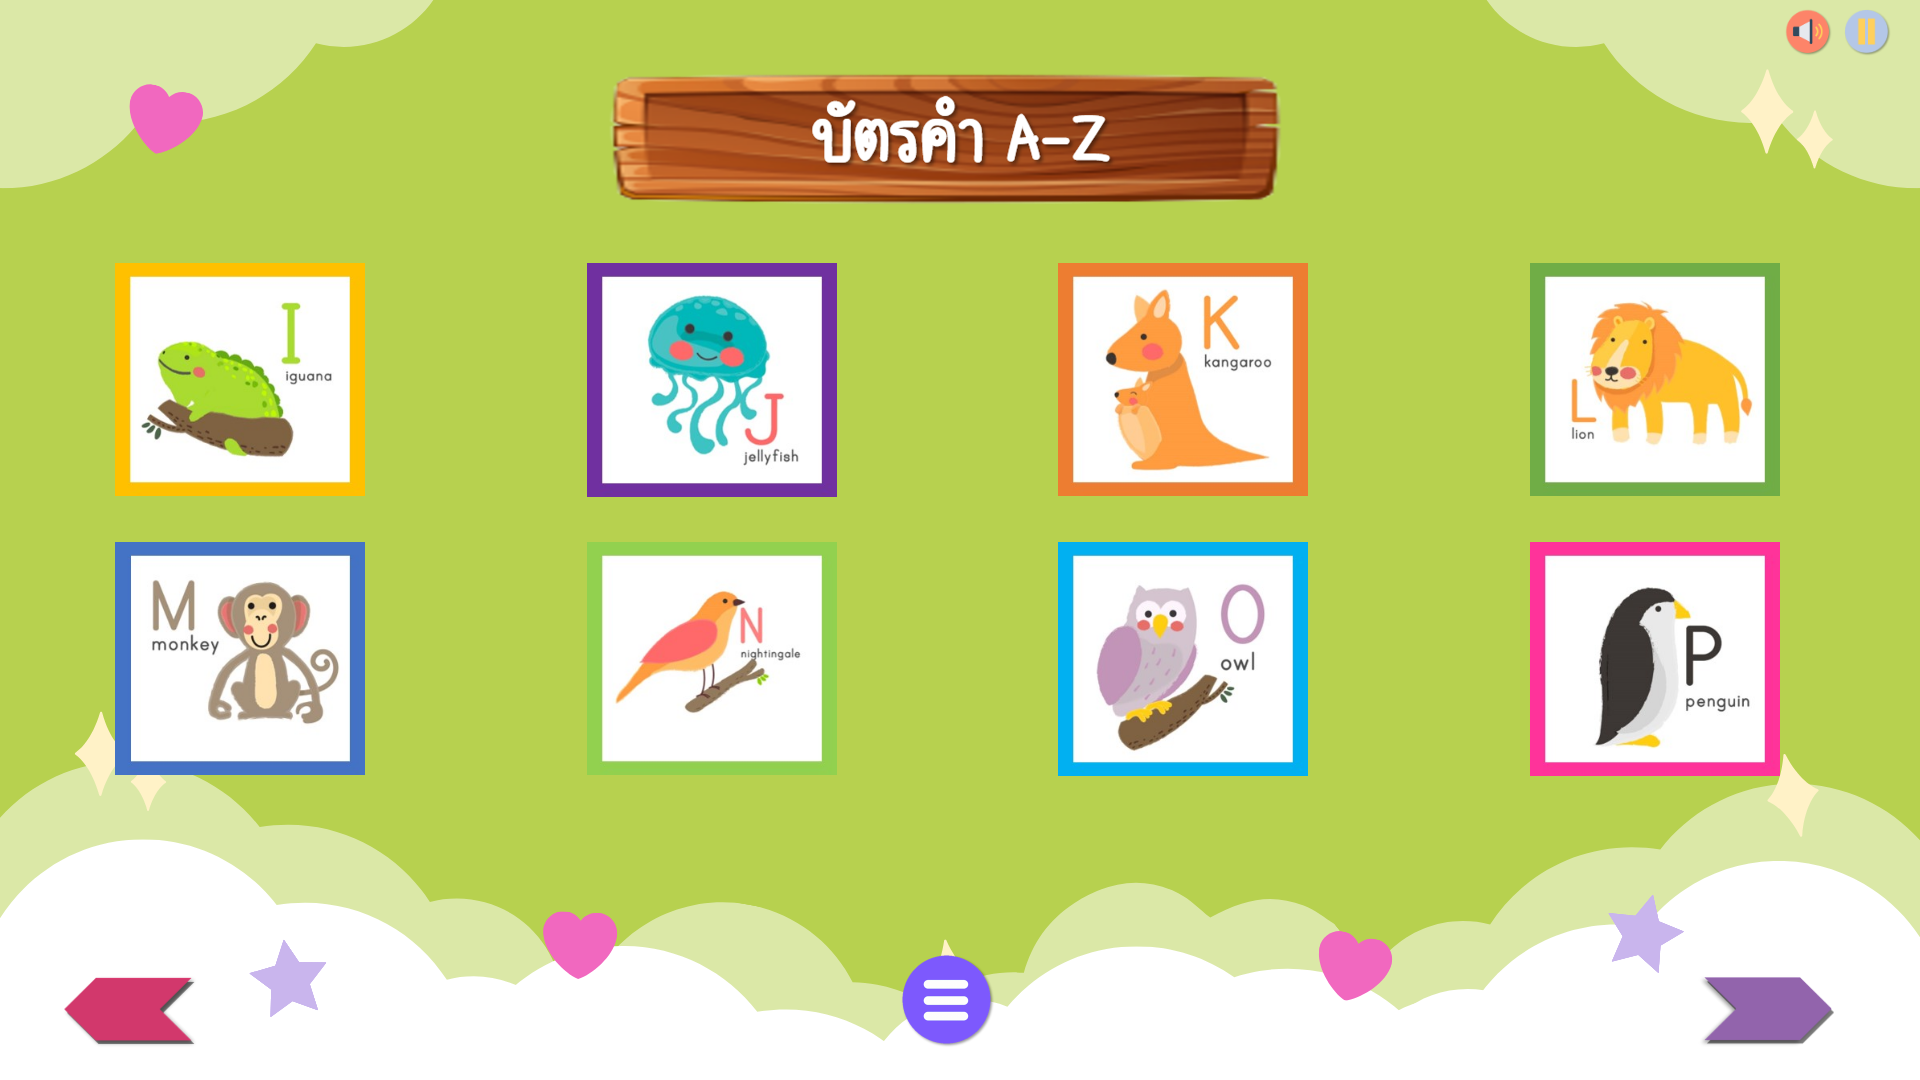 บัตรคำ A-Z
I
iguana
J
jellyfish
K
kangaroo
L
lion
M
monkey
N
nightingale
O
owl
P
penguin